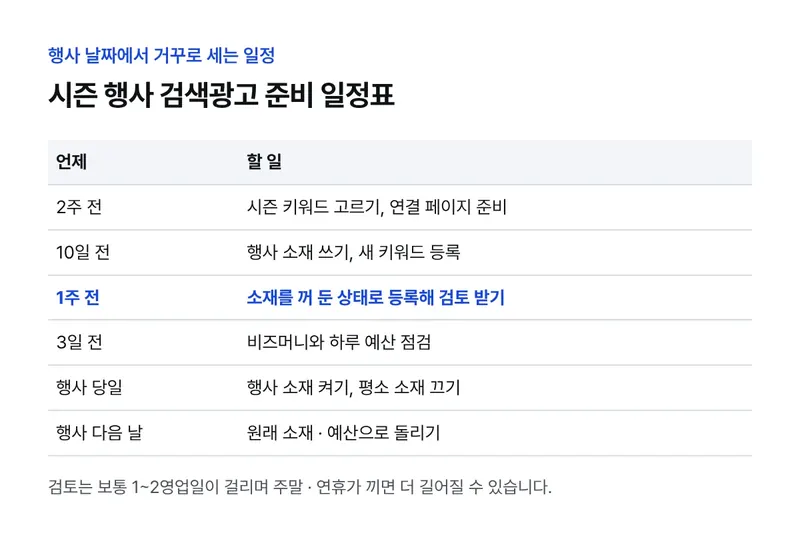 행사 날짜에서 거꾸로 세는 일정
시즌 행사 검색광고 준비 일정표
언제 할 일
2주 전 시즌 키워드 고르기, 연결 페이지 준비
10일 전 행사 소재 쓰기, 새 키워드 등록
1주 전 소재를 꺼 둔 상태로 등록해 검토 받기
3일 전 비즈머니와 하루 예산 점검
행사 당일 행사 소재 켜기, 평소 소재 끄기
행사 다음 날 원래 소재 · 예산으로 돌리기
검토는 보통 1~2영업일이 걸리며 주말 · 연휴가 끼면 더 길어질 수 있습니다.